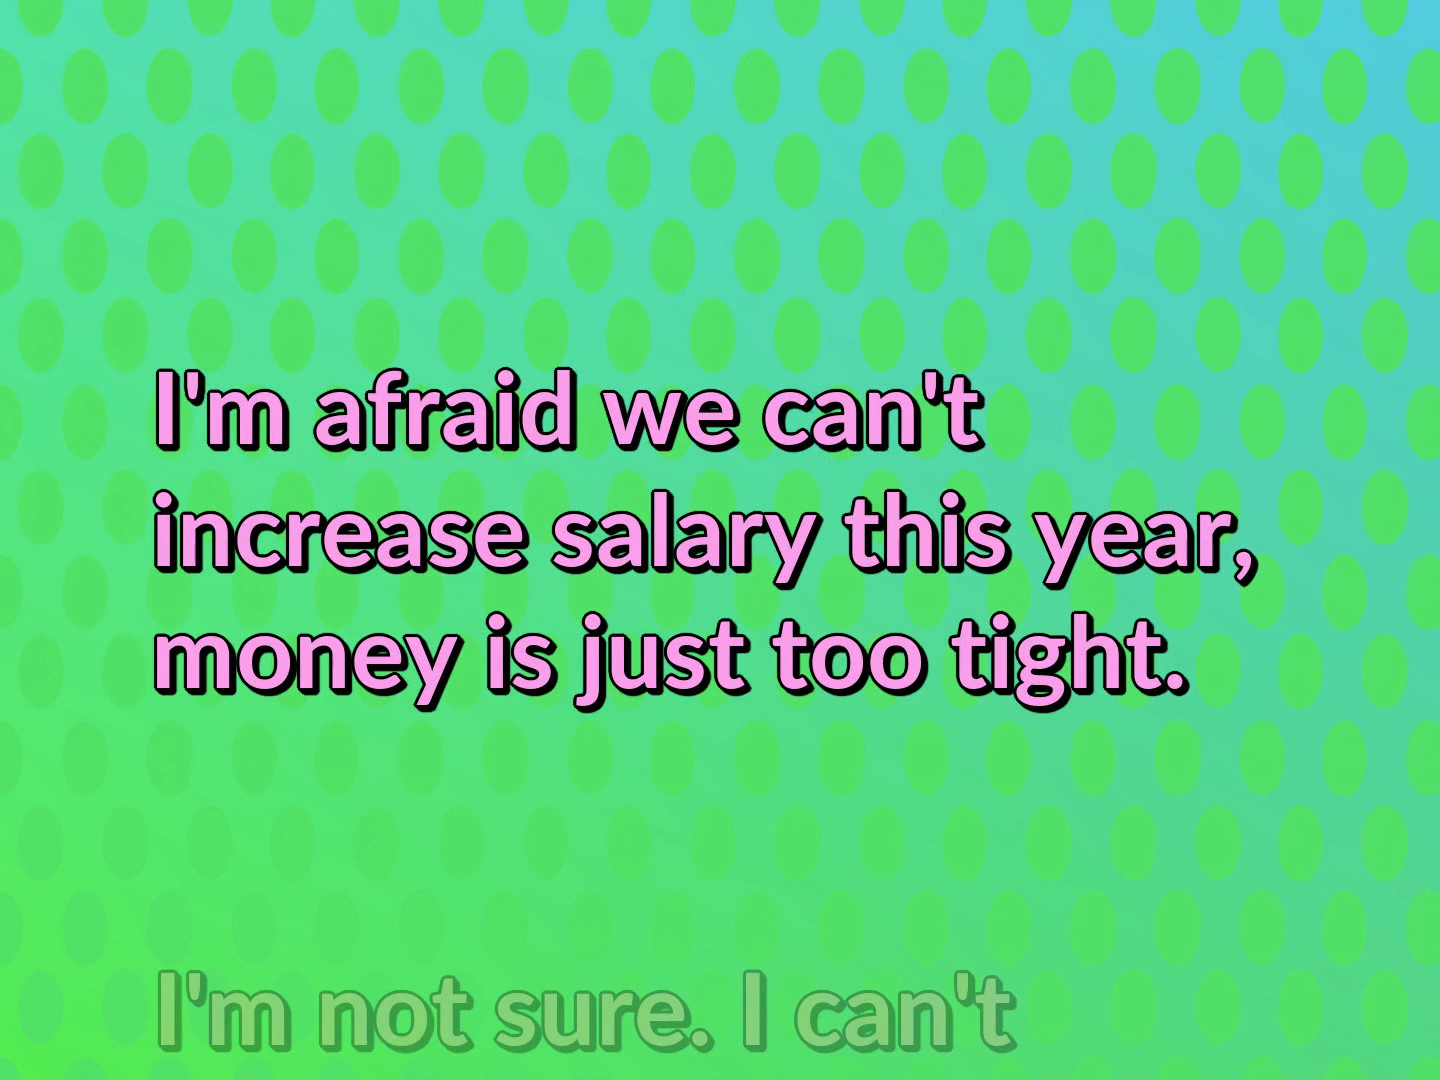 I'm afraid we can't
increase salary this year,
money is just too tight.
I'm not sure. I can't